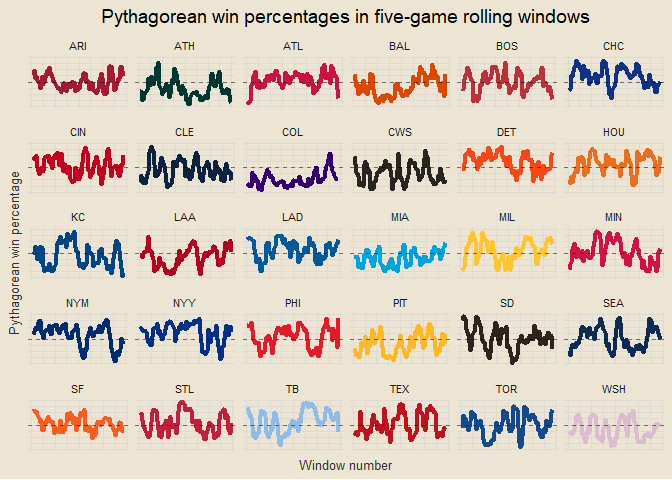 Pythagorean win percentages in five-game rolling windows
ARI ATH ATL BAL BOS CHC
CIN CLE COL CWS DET HOU
KC LAA LAD MIA MIL MIN
NYM NYY PHI PIT SD SEA
SF STL TB TEX TOR WSH
Pythagorean win percentage
Window number